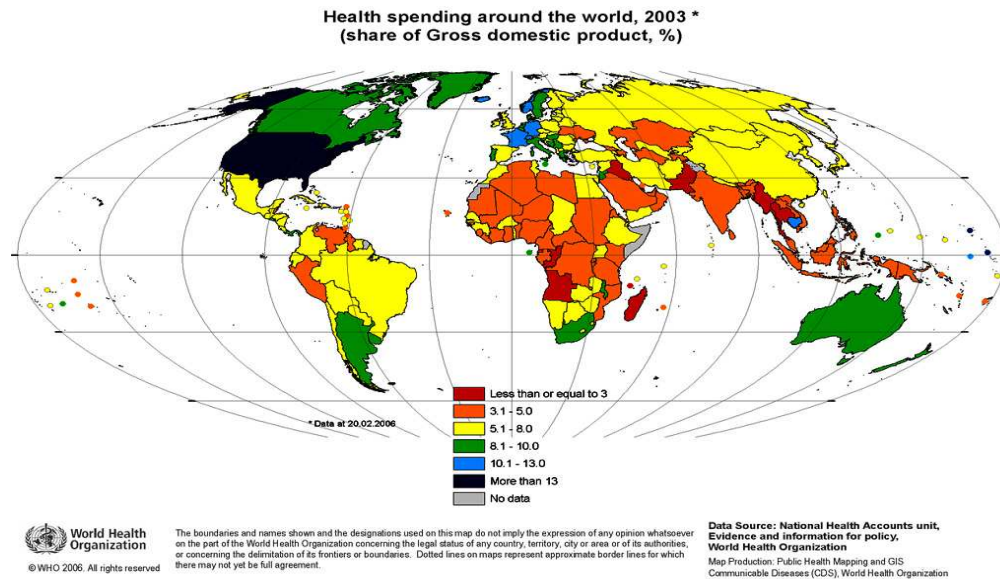 Health spending around the world, 2003 *
(share of Gross domestic product, %)
Less than or equal to 3
3.1 - 5.0
* Data at 20.02.2006
5.1 - 8.0
8.1 - 10.0
10.1 - 13.0
More than 13
No data
World Health
Organization
© WHO 2006. All rights reserved
The boundaries and names shown and the designations used on this map do not imply the expression of any opinion whatsoever
on the part of the World Health Organization concerning the legal status of any country, territory, city or area or of its authorities,
or concerning the delimitation of its frontiers or boundaries.  Dotted lines on maps represent approximate border lines for which
there may not yet be full agreement.
Data Source: National Health Accounts unit,
Evidence and information for policy,
World Health Organization
Map Production: Public Health Mapping and GIS
Communicable Diseases (CDS), World Health Organization